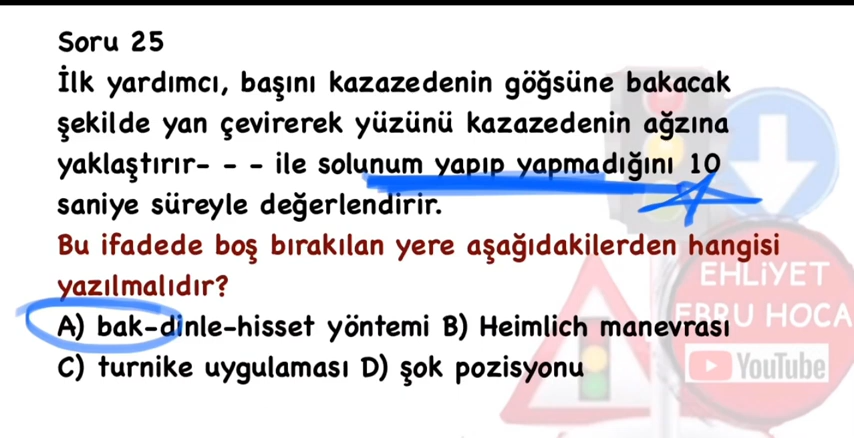 Soru 25
İlk yardımcı, başını kazazedenin göğsüne bakacak
şekilde yan çevirerek yüzünü kazazedenin ağzına
yaklaştırır- - - ile solunum yapıp yapmadığını 10
saniye süreyle değerlendirir.
Bu ifadede boş bırakılan yere aşağıdakilerden hangisi
yazılmalıdır?
A) bak-dinle-hisset yöntemi B) Heimlich manevrası
C) turnike uygulaması D) şok pozisyonu
EHLİYET
EBRU HOCA
YouTube